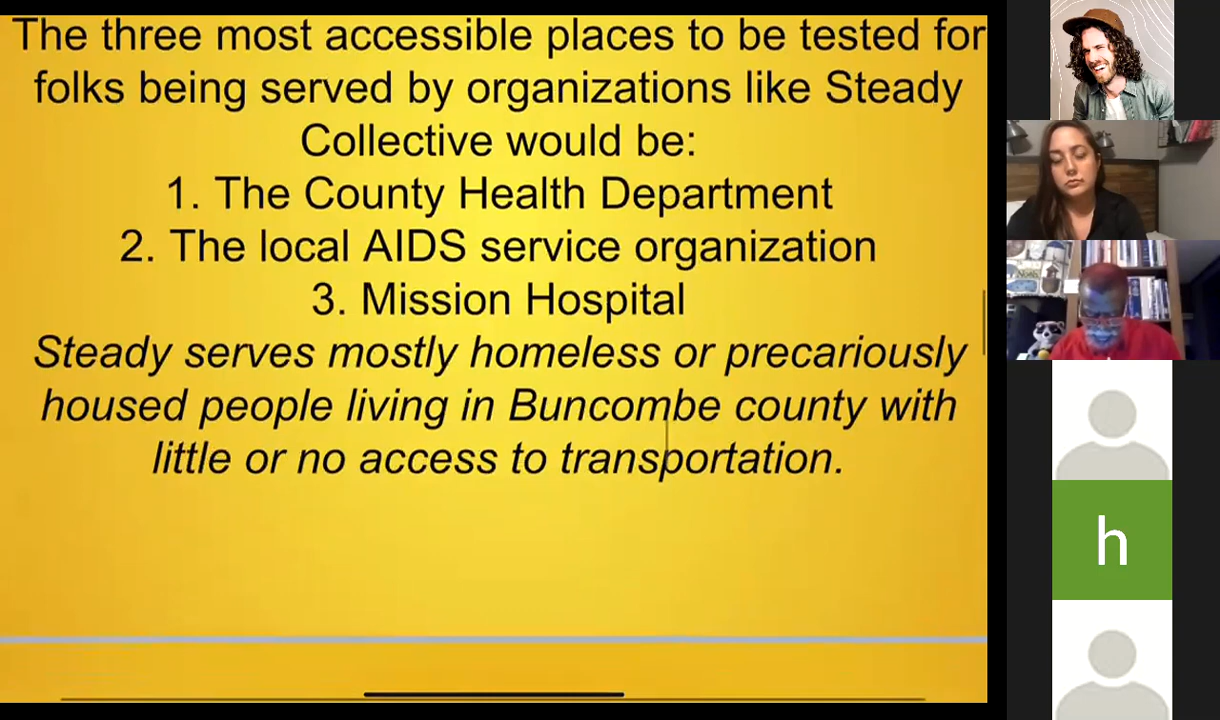 The three most accessible places to be tested for
folks being served by organizations like Steady
Collective would be:
1. The County Health Department
2. The local AIDS service organization
3. Mission Hospital
Steady serves mostly homeless or precariously
housed people living in Buncombe county with
little or no access to transportation.
h